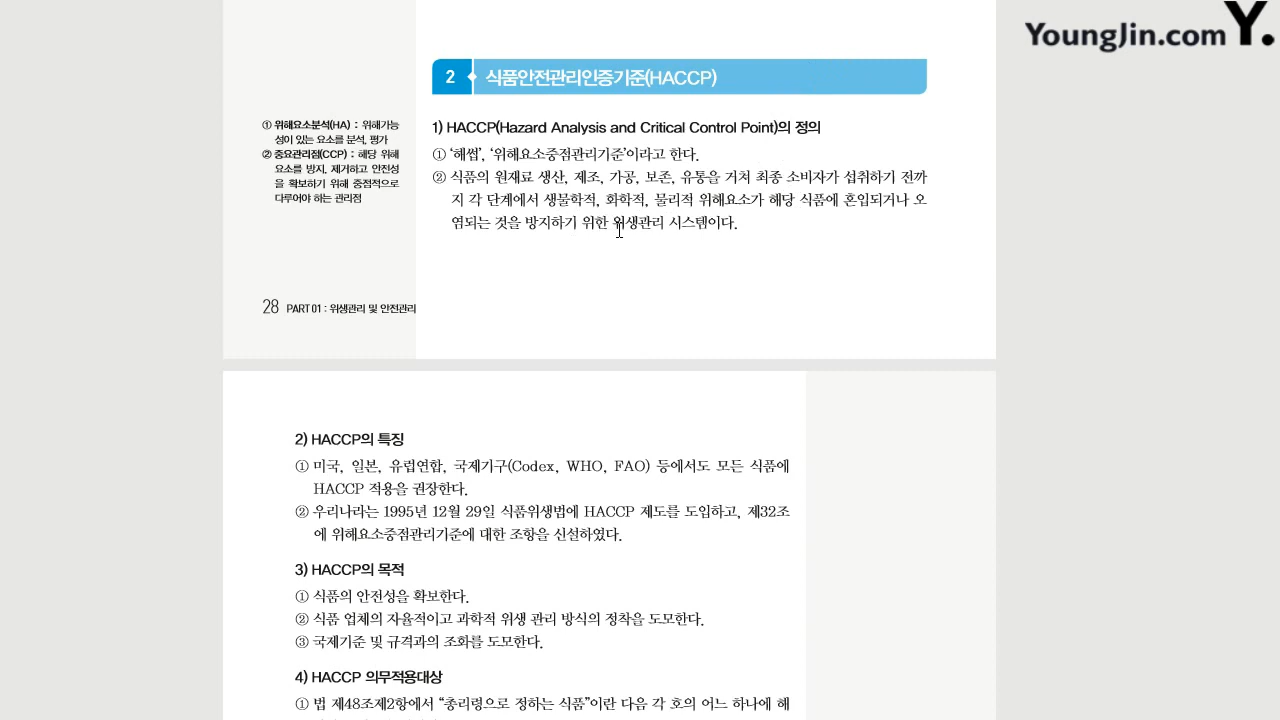 YoungJin.com Y.
2 식품안전관리인증기준(HACCP)
① 위해요소분석(HA) : 위해가능
성이 있는 요소를 분석, 평가
② 중요관리점(CCP) : 해당 위해
요소를 방지, 제거하고 안전성
을 확보하기 위해 중점적으로
다루어야 하는 관리점
1) HACCP(Hazard Analysis and Critical Control Point)의 정의
① ‘헤썹’, ‘위해요소중점관리기준’이라고 한다.
② 식품의 원재료 생산, 제조, 가공, 보존, 유통을 거쳐 최종 소비자가 섭취하기 전까
지 각 단계에서 생물학적, 화학적, 물리적 위해요소가 해당 식품에 혼입되거나 오
염되는 것을 방지하기 위한 위생관리 시스템이다.
28 PART 01 : 위생관리 및 안전관리
2) HACCP의 특징
① 미국, 일본, 유럽연합, 국제기구(Codex, WHO, FAO) 등에서도 모든 식품에
HACCP 적용을 권장한다.
② 우리나라는 1995년 12월 29일 식품위생법에 HACCP 제도를 도입하고, 제32조
에 위해요소중점관리기준에 대한 조항을 신설하였다.
3) HACCP의 목적
① 식품의 안전성을 확보한다.
② 식품 업체의 자율적이고 과학적 위생 관리 방식의 정착을 도모한다.
③ 국제기준 및 규격과의 조화를 도모한다.
4) HACCP 의무적용대상
① 법 제48조제2항에서 “총리령으로 정하는 식품”이란 다음 각 호의 어느 하나에 해